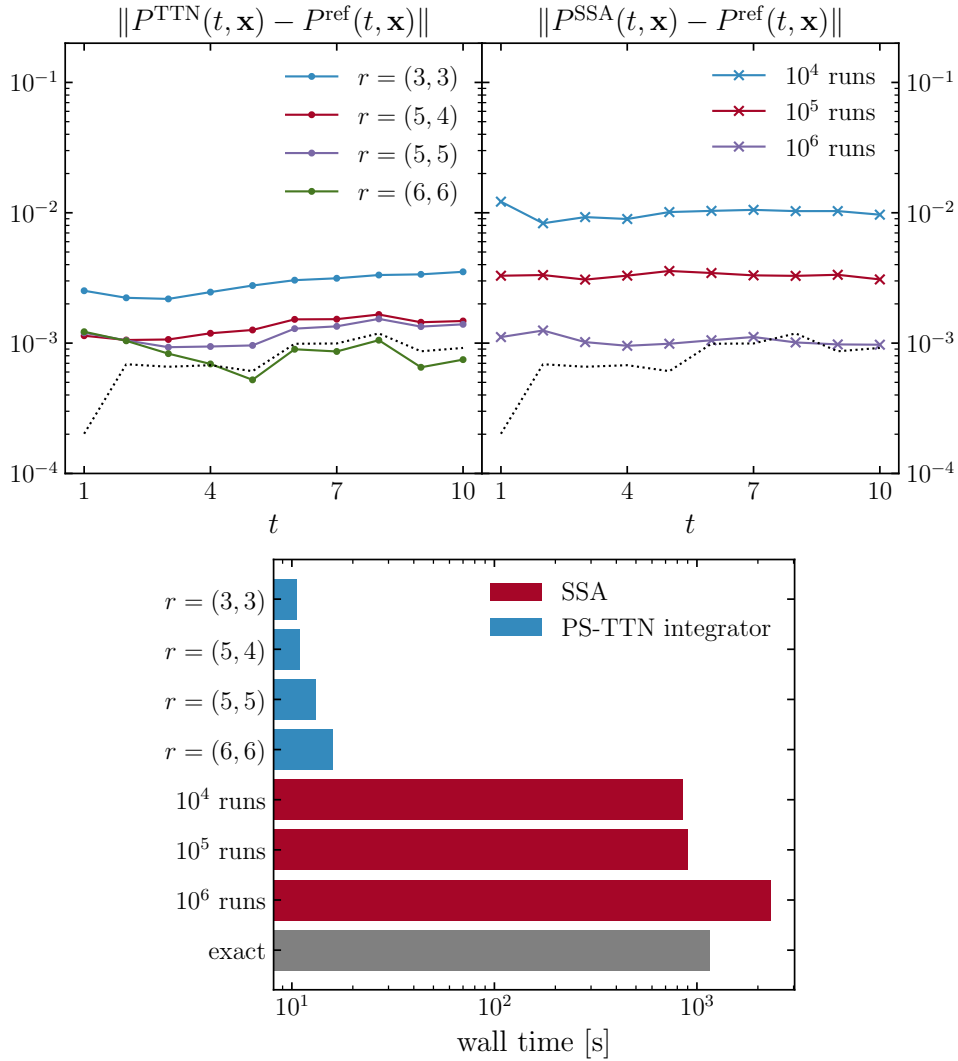 ‖P^TTN(t, x) − P^ref(t, x)‖
‖P^SSA(t, x) − P^ref(t, x)‖
10^−1
10^−2
10^−3
10^−4
r = (3, 3)
r = (5, 4)
r = (5, 5)
r = (6, 6)
1
4
7
10
t
10^4 runs
10^5 runs
10^6 runs
10^−1
10^−2
10^−3
10^−4
1
4
7
10
t
r = (3, 3)
r = (5, 4)
r = (5, 5)
r = (6, 6)
10^4 runs
10^5 runs
10^6 runs
exact
SSA
PS-TTN integrator
10^1
10^2
10^3
wall time [s]